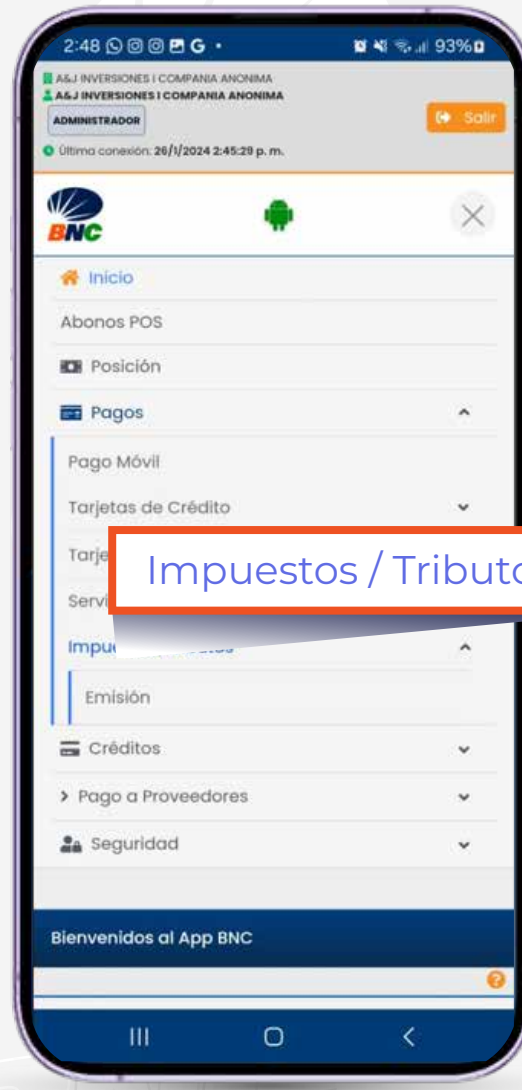 2:48
93%
A&J INVERSIONES I COMPANIA ANONIMA
A&J INVERSIONES I COMPANIA ANONIMA
ADMINISTRADOR
Salir
Última conexión: 26/1/2024 2:45:29 p. m.
BNC
Inicio
Abonos POS
Posición
Pagos
Pago Móvil
Tarjetas de Crédito
Impuestos / Tributo
Emisión
Créditos
Pago a Proveedores
Seguridad
Bienvenidos al App BNC